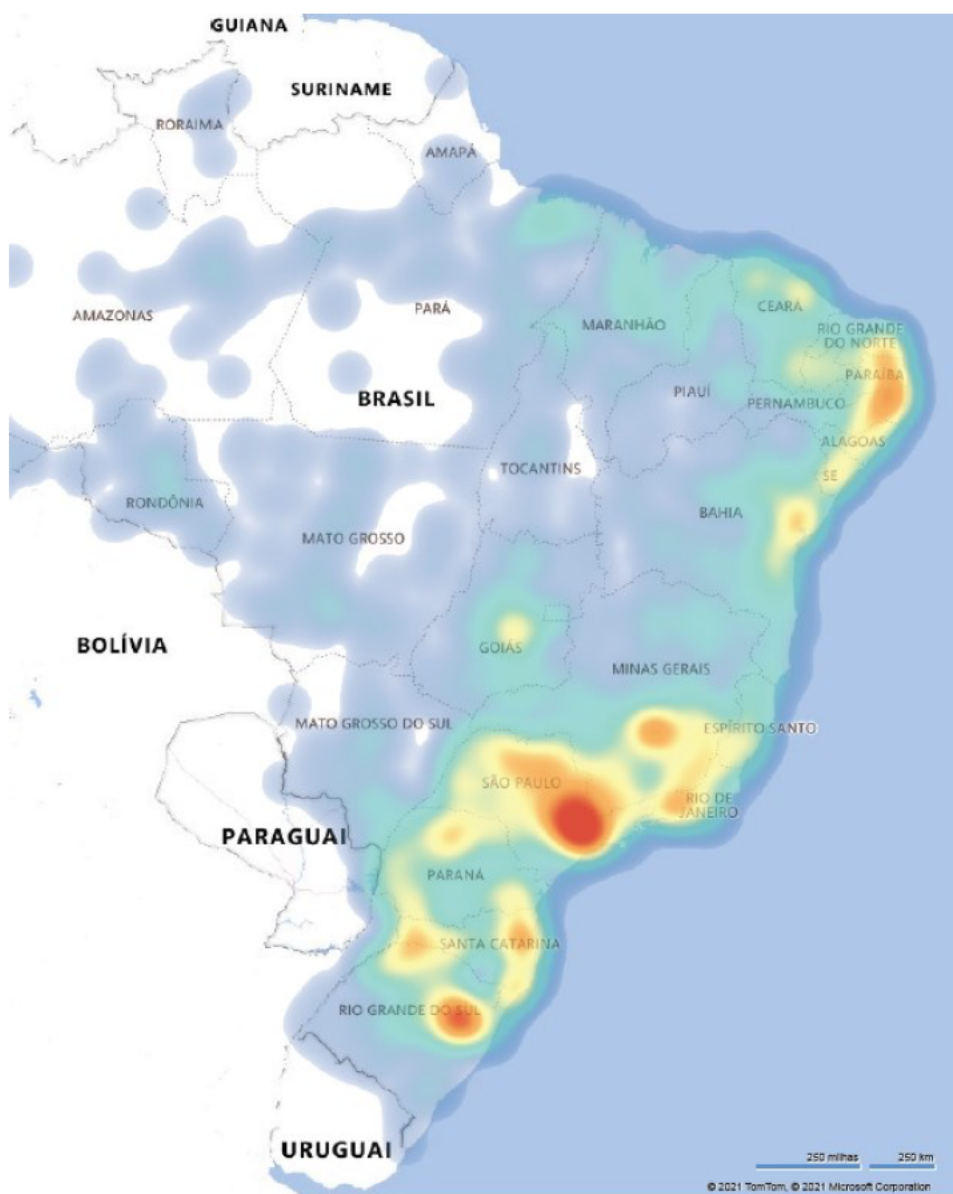 GUIANA
SURINAME
RORAIMA
AMAPÁ
AMAZONAS
PARÁ
MARANHÃO
CEARÁ
RIO GRANDE
DO NORTE
PARAÍBA
BRASIL
PIAUÍ
PERNAMBUCO
ALAGOAS
TOCANTINS
SE
RONDÔNIA
BAHIA
MATO GROSSO
BOLÍVIA
GOIÁS
MINAS GERAIS
MATO GROSSO DO SUL
ESPÍRITO SANTO
SÃO PAULO
RIO DE
JANEIRO
PARAGUAI
PARANÁ
SANTA CATARINA
RIO GRANDE DO SUL
URUGUAI
250 milhas
250 km
© 2021 TomTom, © 2021 Microsoft Corporation